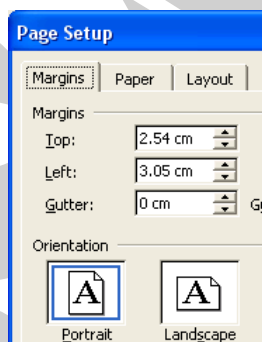 Page Setup
Margins Paper Layout
Margins
Top: 2.54 cm
Left: 3.05 cm
Gutter: 0 cm
Orientation
A A
Portrait Landscape